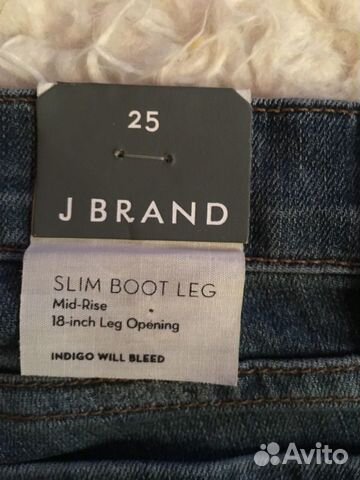 25
J BRAND
SLIM BOOT LEG
Mid-Rise
18-inch Leg Opening
INDIGO WILL BLEED
Avito